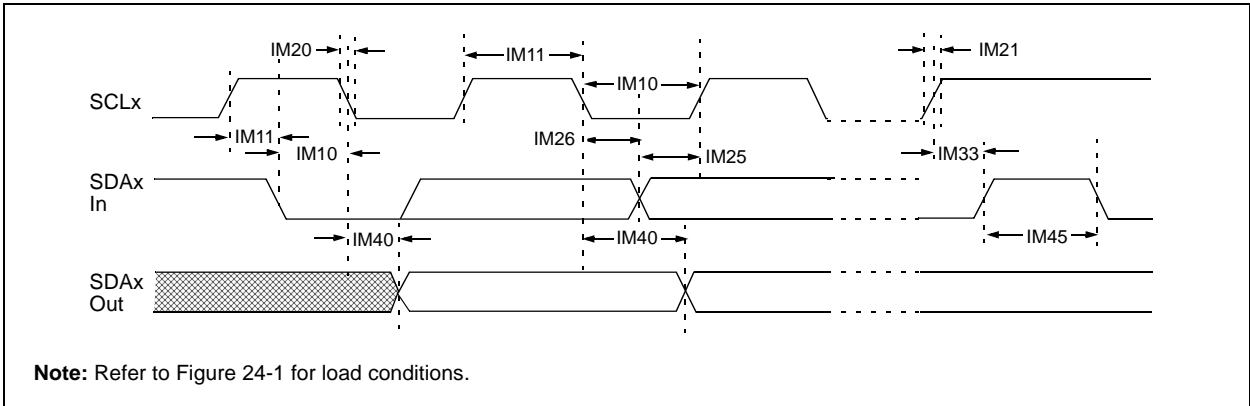 IM20
IM11
IM21
IM10
SCLx
IM11
IM26
IM10
IM25
IM33
SDAx
In
IM40
IM40
IM45
SDAx
Out
Note: Refer to Figure 24-1 for load conditions.